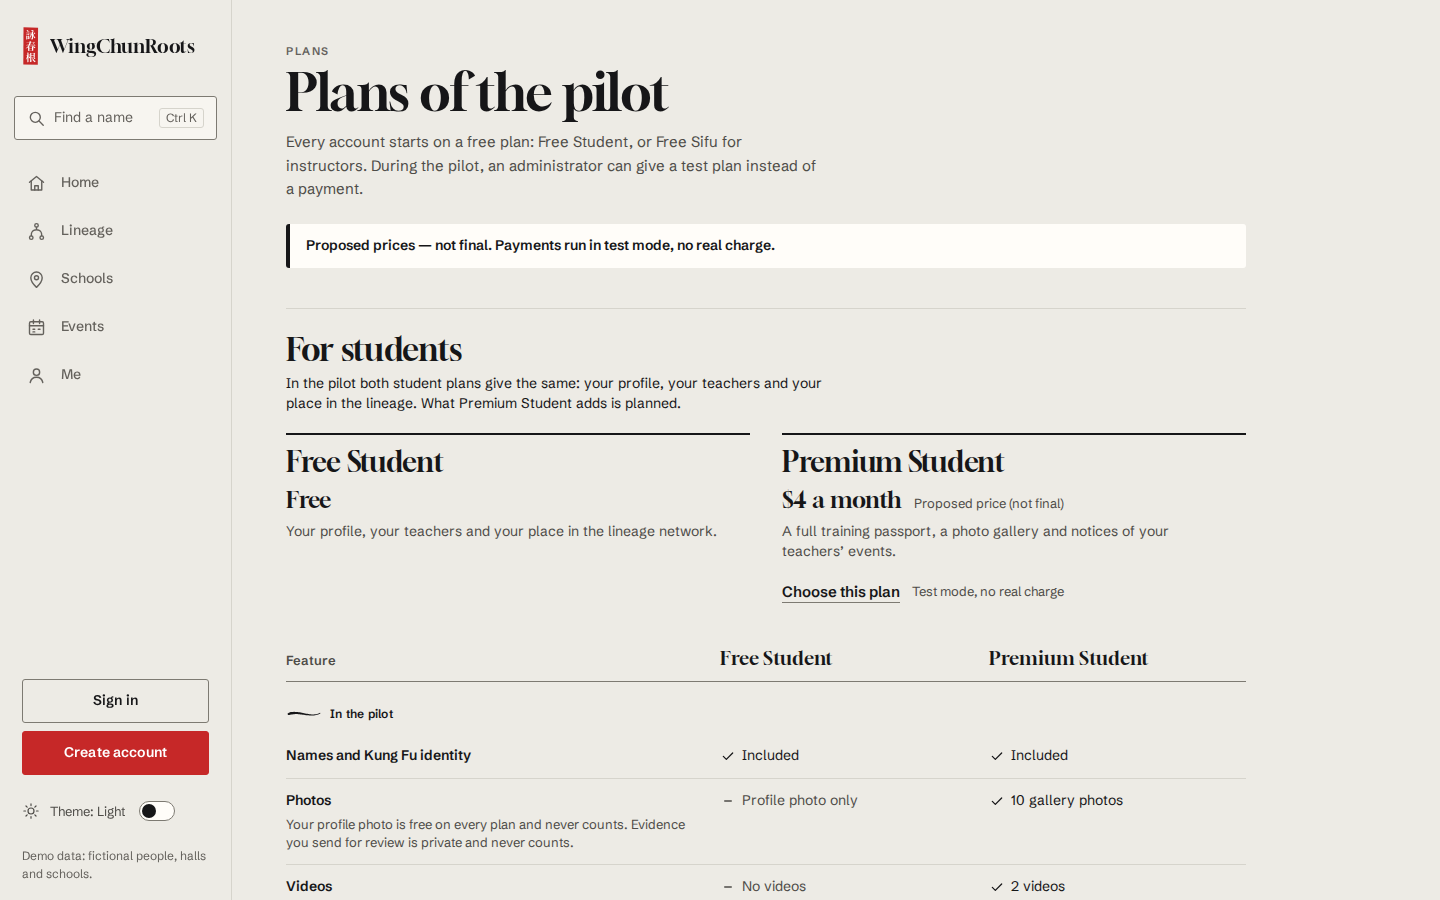 詠春根
WingChunRoots
Find a name
Ctrl K
Home
Lineage
Schools
Events
Me
Sign in
Create account
Theme: Light
Demo data: fictional people, halls
and schools.
PLANS
Plans of the pilot
Every account starts on a free plan: Free Student, or Free Sifu for
instructors. During the pilot, an administrator can give a test plan instead of
a payment.
Proposed prices — not final. Payments run in test mode, no real charge.
For students
In the pilot both student plans give the same: your profile, your teachers and your
place in the lineage. What Premium Student adds is planned.
Free Student
Free
Your profile, your teachers and your place in the lineage network.
Premium Student
$4 a month Proposed price (not final)
A full training passport, a photo gallery and notices of your
teachers’ events.
Choose this plan Test mode, no real charge
Feature Free Student Premium Student
In the pilot
Names and Kung Fu identity Included Included
Photos – Profile photo only 10 gallery photos
Your profile photo is free on every plan and never counts. Evidence
you send for review is private and never counts.
Videos – No videos 2 videos